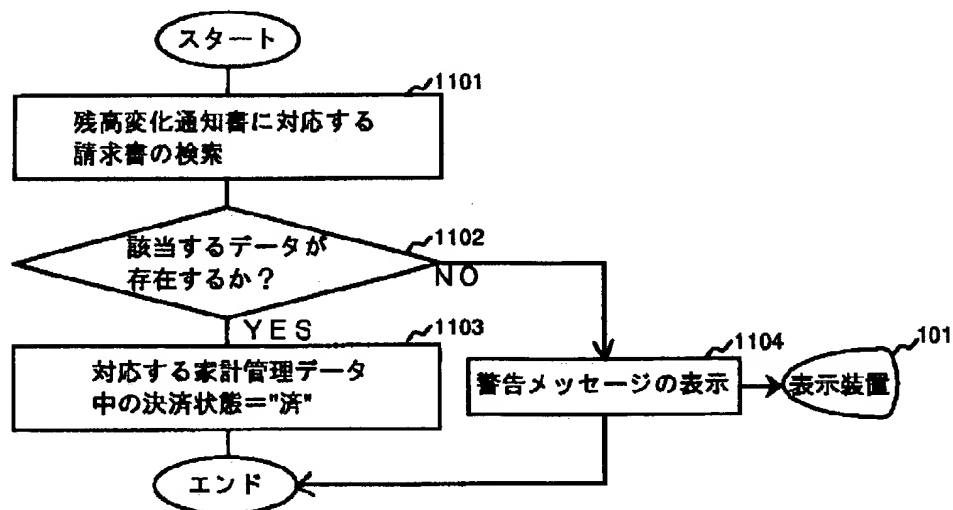 スタート
1101
残高変化通知書に対応する
請求書の検索
1102
該当するデータが
存在するか？
NO
YES
1103
対応する家計管理データ
中の決済状態="済"
1104
警告メッセージの表示
101
表示装置
エンド